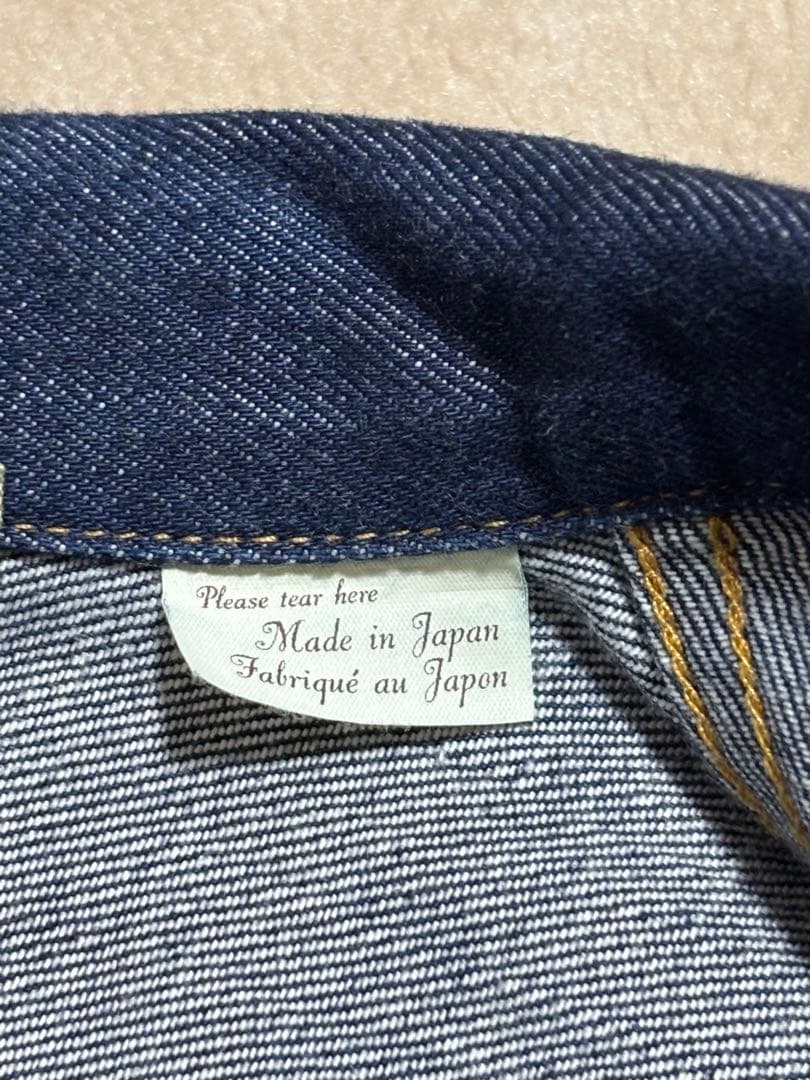 Please tear here
Made in Japan
Fabriqué au Japon